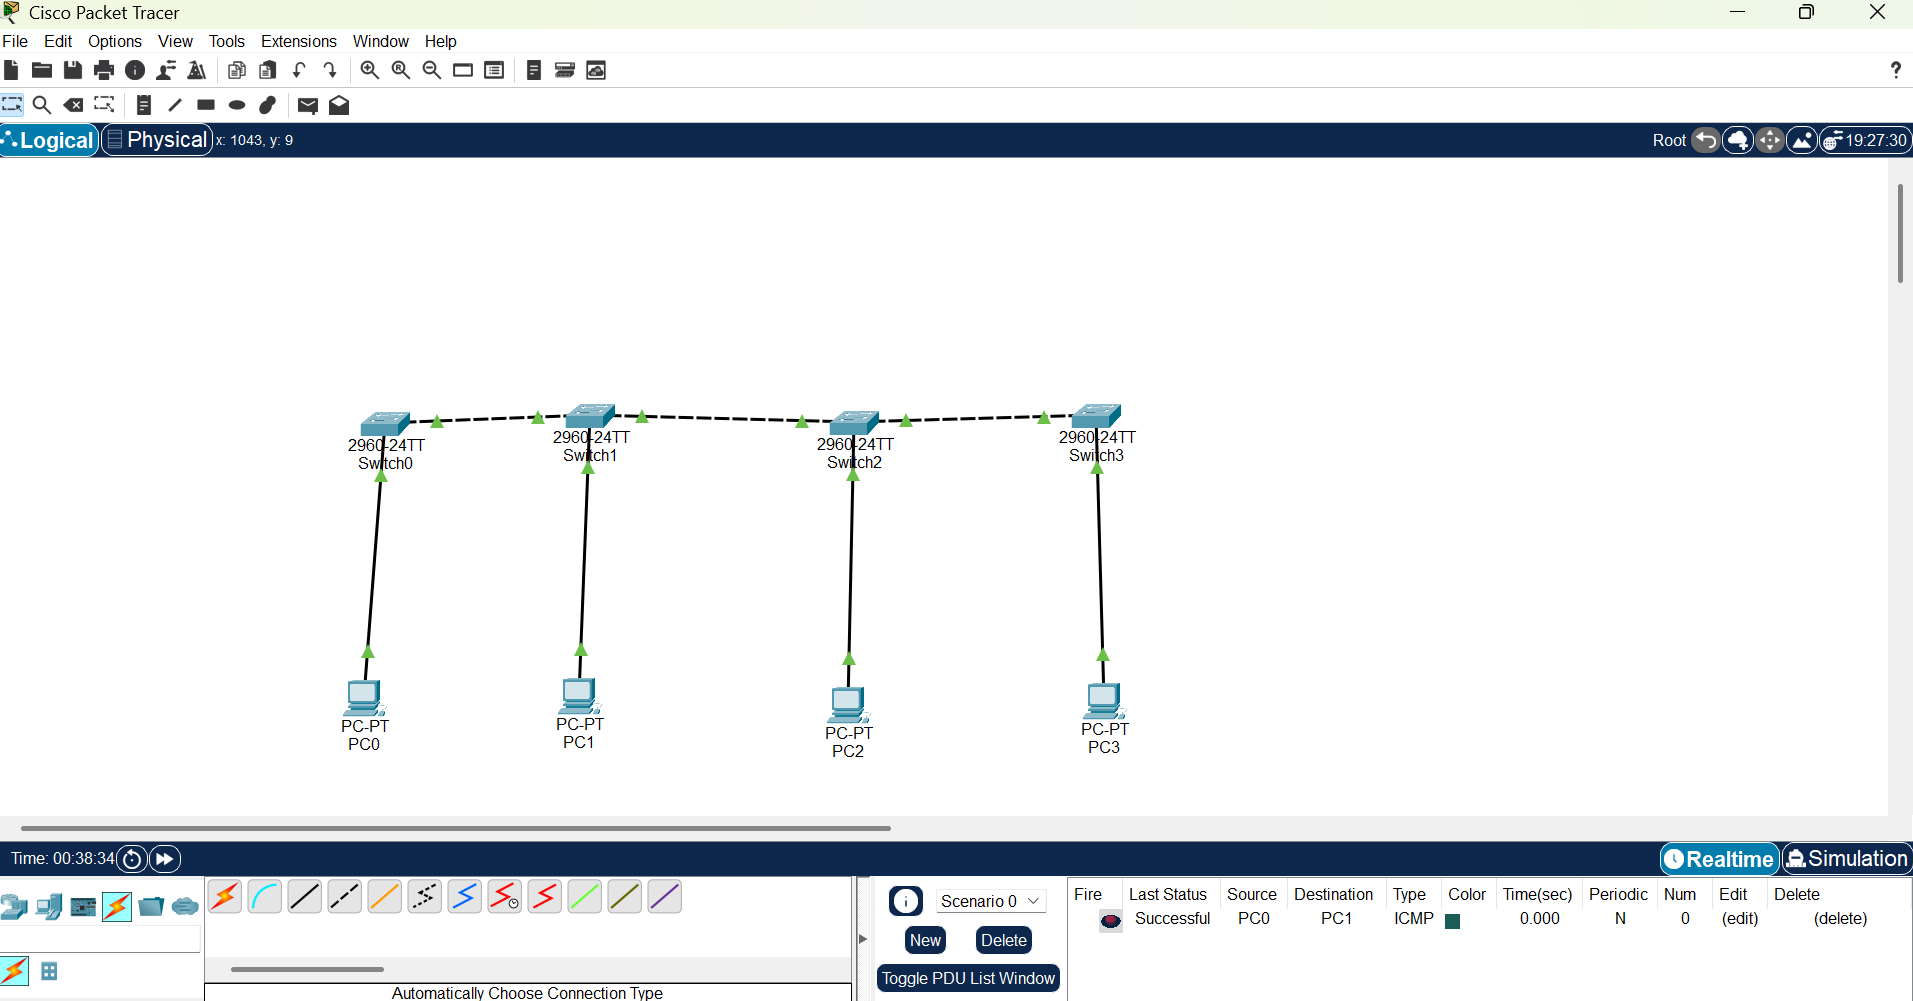 Cisco Packet Tracer
File Edit Options View Tools Extensions Window Help
?
Logical Physical x: 1043, y: 9 Root 19:27:30
2960-24TT
Switch0
2960-24TT
Switch1
2960-24TT
Switch2
2960-24TT
Switch3
PC-PT
PC0
PC-PT
PC1
PC-PT
PC2
PC-PT
PC3
Time: 00:38:34 Realtime Simulation
Scenario 0
New Delete
Toggle PDU List Window
Fire Last Status Source Destination Type Color Time(sec) Periodic Num Edit Delete
Successful PC0 PC1 ICMP 0.000 N 0 (edit) (delete)
Automatically Choose Connection Type